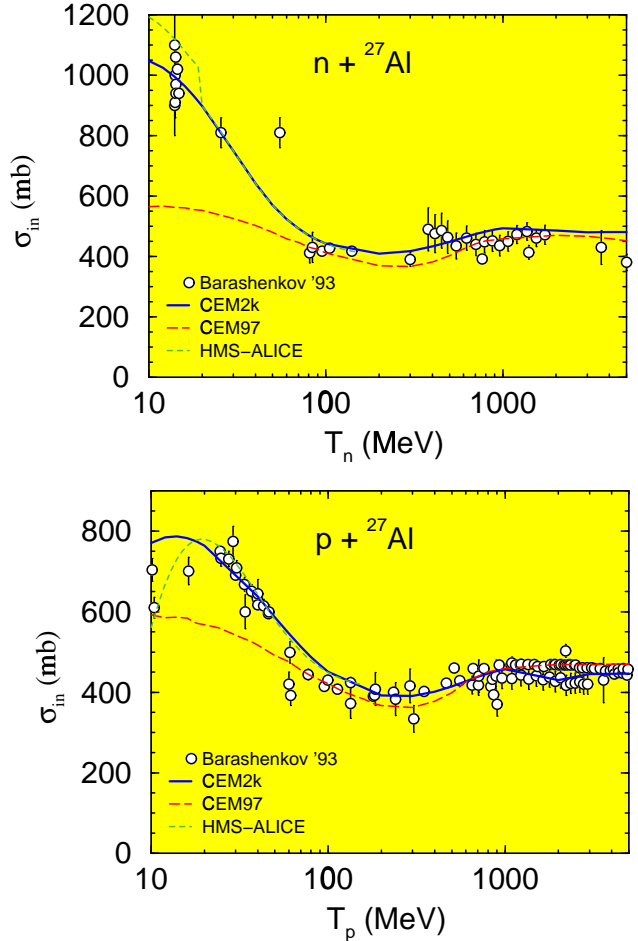 1200
1000
800
600
400
200
0
σin (mb)
n + 27Al
Barashenkov '93
CEM2k
CEM97
HMS−ALICE
10 100 1000
Tn (MeV)
800
600
400
200
0
σin (mb)
p + 27Al
Barashenkov '93
CEM2k
CEM97
HMS−ALICE
10 100 1000
Tp (MeV)